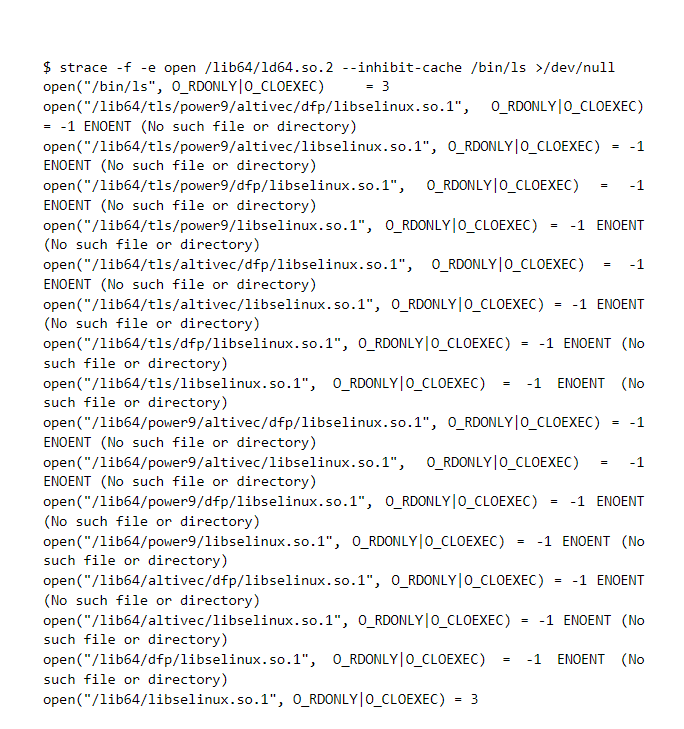 $ strace -f -e open /lib64/ld64.so.2 --inhibit-cache /bin/ls >/dev/null
open("/bin/ls", O_RDONLY|O_CLOEXEC)     = 3
open("/lib64/tls/power9/altivec/dfp/libselinux.so.1", O_RDONLY|O_CLOEXEC)
= -1 ENOENT (No such file or directory)
open("/lib64/tls/power9/altivec/libselinux.so.1", O_RDONLY|O_CLOEXEC) = -1
ENOENT (No such file or directory)
open("/lib64/tls/power9/dfp/libselinux.so.1", O_RDONLY|O_CLOEXEC) = -1
ENOENT (No such file or directory)
open("/lib64/tls/power9/libselinux.so.1", O_RDONLY|O_CLOEXEC) = -1 ENOENT
(No such file or directory)
open("/lib64/tls/altivec/dfp/libselinux.so.1", O_RDONLY|O_CLOEXEC) = -1
ENOENT (No such file or directory)
open("/lib64/tls/altivec/libselinux.so.1", O_RDONLY|O_CLOEXEC) = -1 ENOENT
(No such file or directory)
open("/lib64/tls/dfp/libselinux.so.1", O_RDONLY|O_CLOEXEC) = -1 ENOENT (No
such file or directory)
open("/lib64/tls/libselinux.so.1", O_RDONLY|O_CLOEXEC) = -1 ENOENT (No
such file or directory)
open("/lib64/power9/altivec/dfp/libselinux.so.1", O_RDONLY|O_CLOEXEC) = -1
ENOENT (No such file or directory)
open("/lib64/power9/altivec/libselinux.so.1", O_RDONLY|O_CLOEXEC) = -1
ENOENT (No such file or directory)
open("/lib64/power9/dfp/libselinux.so.1", O_RDONLY|O_CLOEXEC) = -1 ENOENT
(No such file or directory)
open("/lib64/power9/libselinux.so.1", O_RDONLY|O_CLOEXEC) = -1 ENOENT (No
such file or directory)
open("/lib64/altivec/dfp/libselinux.so.1", O_RDONLY|O_CLOEXEC) = -1 ENOENT
(No such file or directory)
open("/lib64/altivec/libselinux.so.1", O_RDONLY|O_CLOEXEC) = -1 ENOENT (No
such file or directory)
open("/lib64/dfp/libselinux.so.1", O_RDONLY|O_CLOEXEC) = -1 ENOENT (No
such file or directory)
open("/lib64/libselinux.so.1", O_RDONLY|O_CLOEXEC) = 3